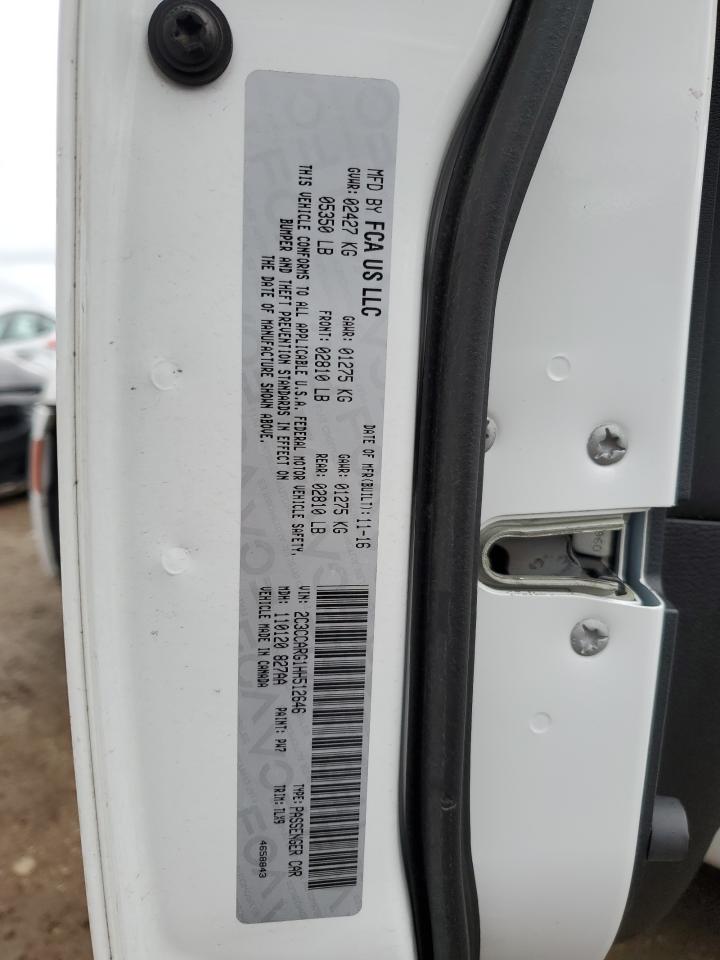 MFD BY FCA US LLC
DATE OF MFR(BUILT): 11-16
GVWR: 02427 KG GAWR: 01275 KG GAWR: 01275 KG
05350 LB FRONT: 02810 LB REAR: 02810 LB
THIS VEHICLE CONFORMS TO ALL APPLICABLE U.S.A. FEDERAL MOTOR VEHICLE SAFETY,
BUMPER AND THEFT PREVENTION STANDARDS IN EFFECT ON
THE DATE OF MANUFACTURE SHOWN ABOVE.
VIN: 2C3CCARG1HH512646 TYPE: PASSENGER CAR
MDH: 110120 827AA PAINT: PW7 TRIM: TLX9
VEHICLE MADE IN CANADA
4658843